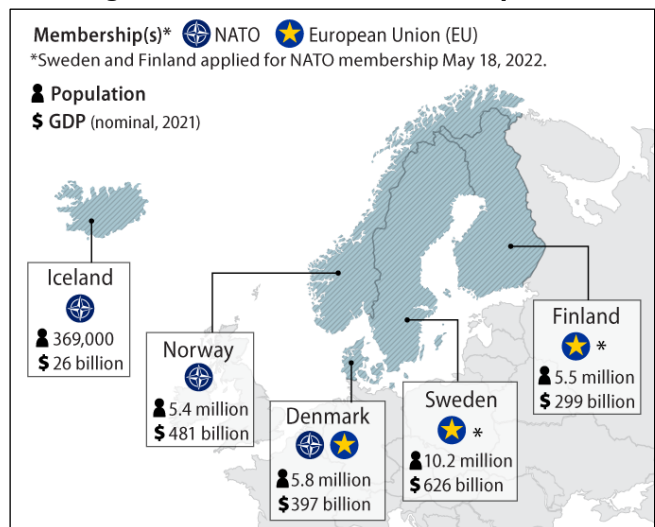 Membership(s)* NATO European Union (EU)
*Sweden and Finland applied for NATO membership May 18, 2022.
Population
$ GDP (nominal, 2021)
Iceland
369,000
$ 26 billion
Norway
5.4 million
$ 481 billion
Denmark
5.8 million
$397 billion
Sweden
*
10.2 million
$626 billion
Finland
*
5.5 million
$ 299 billion